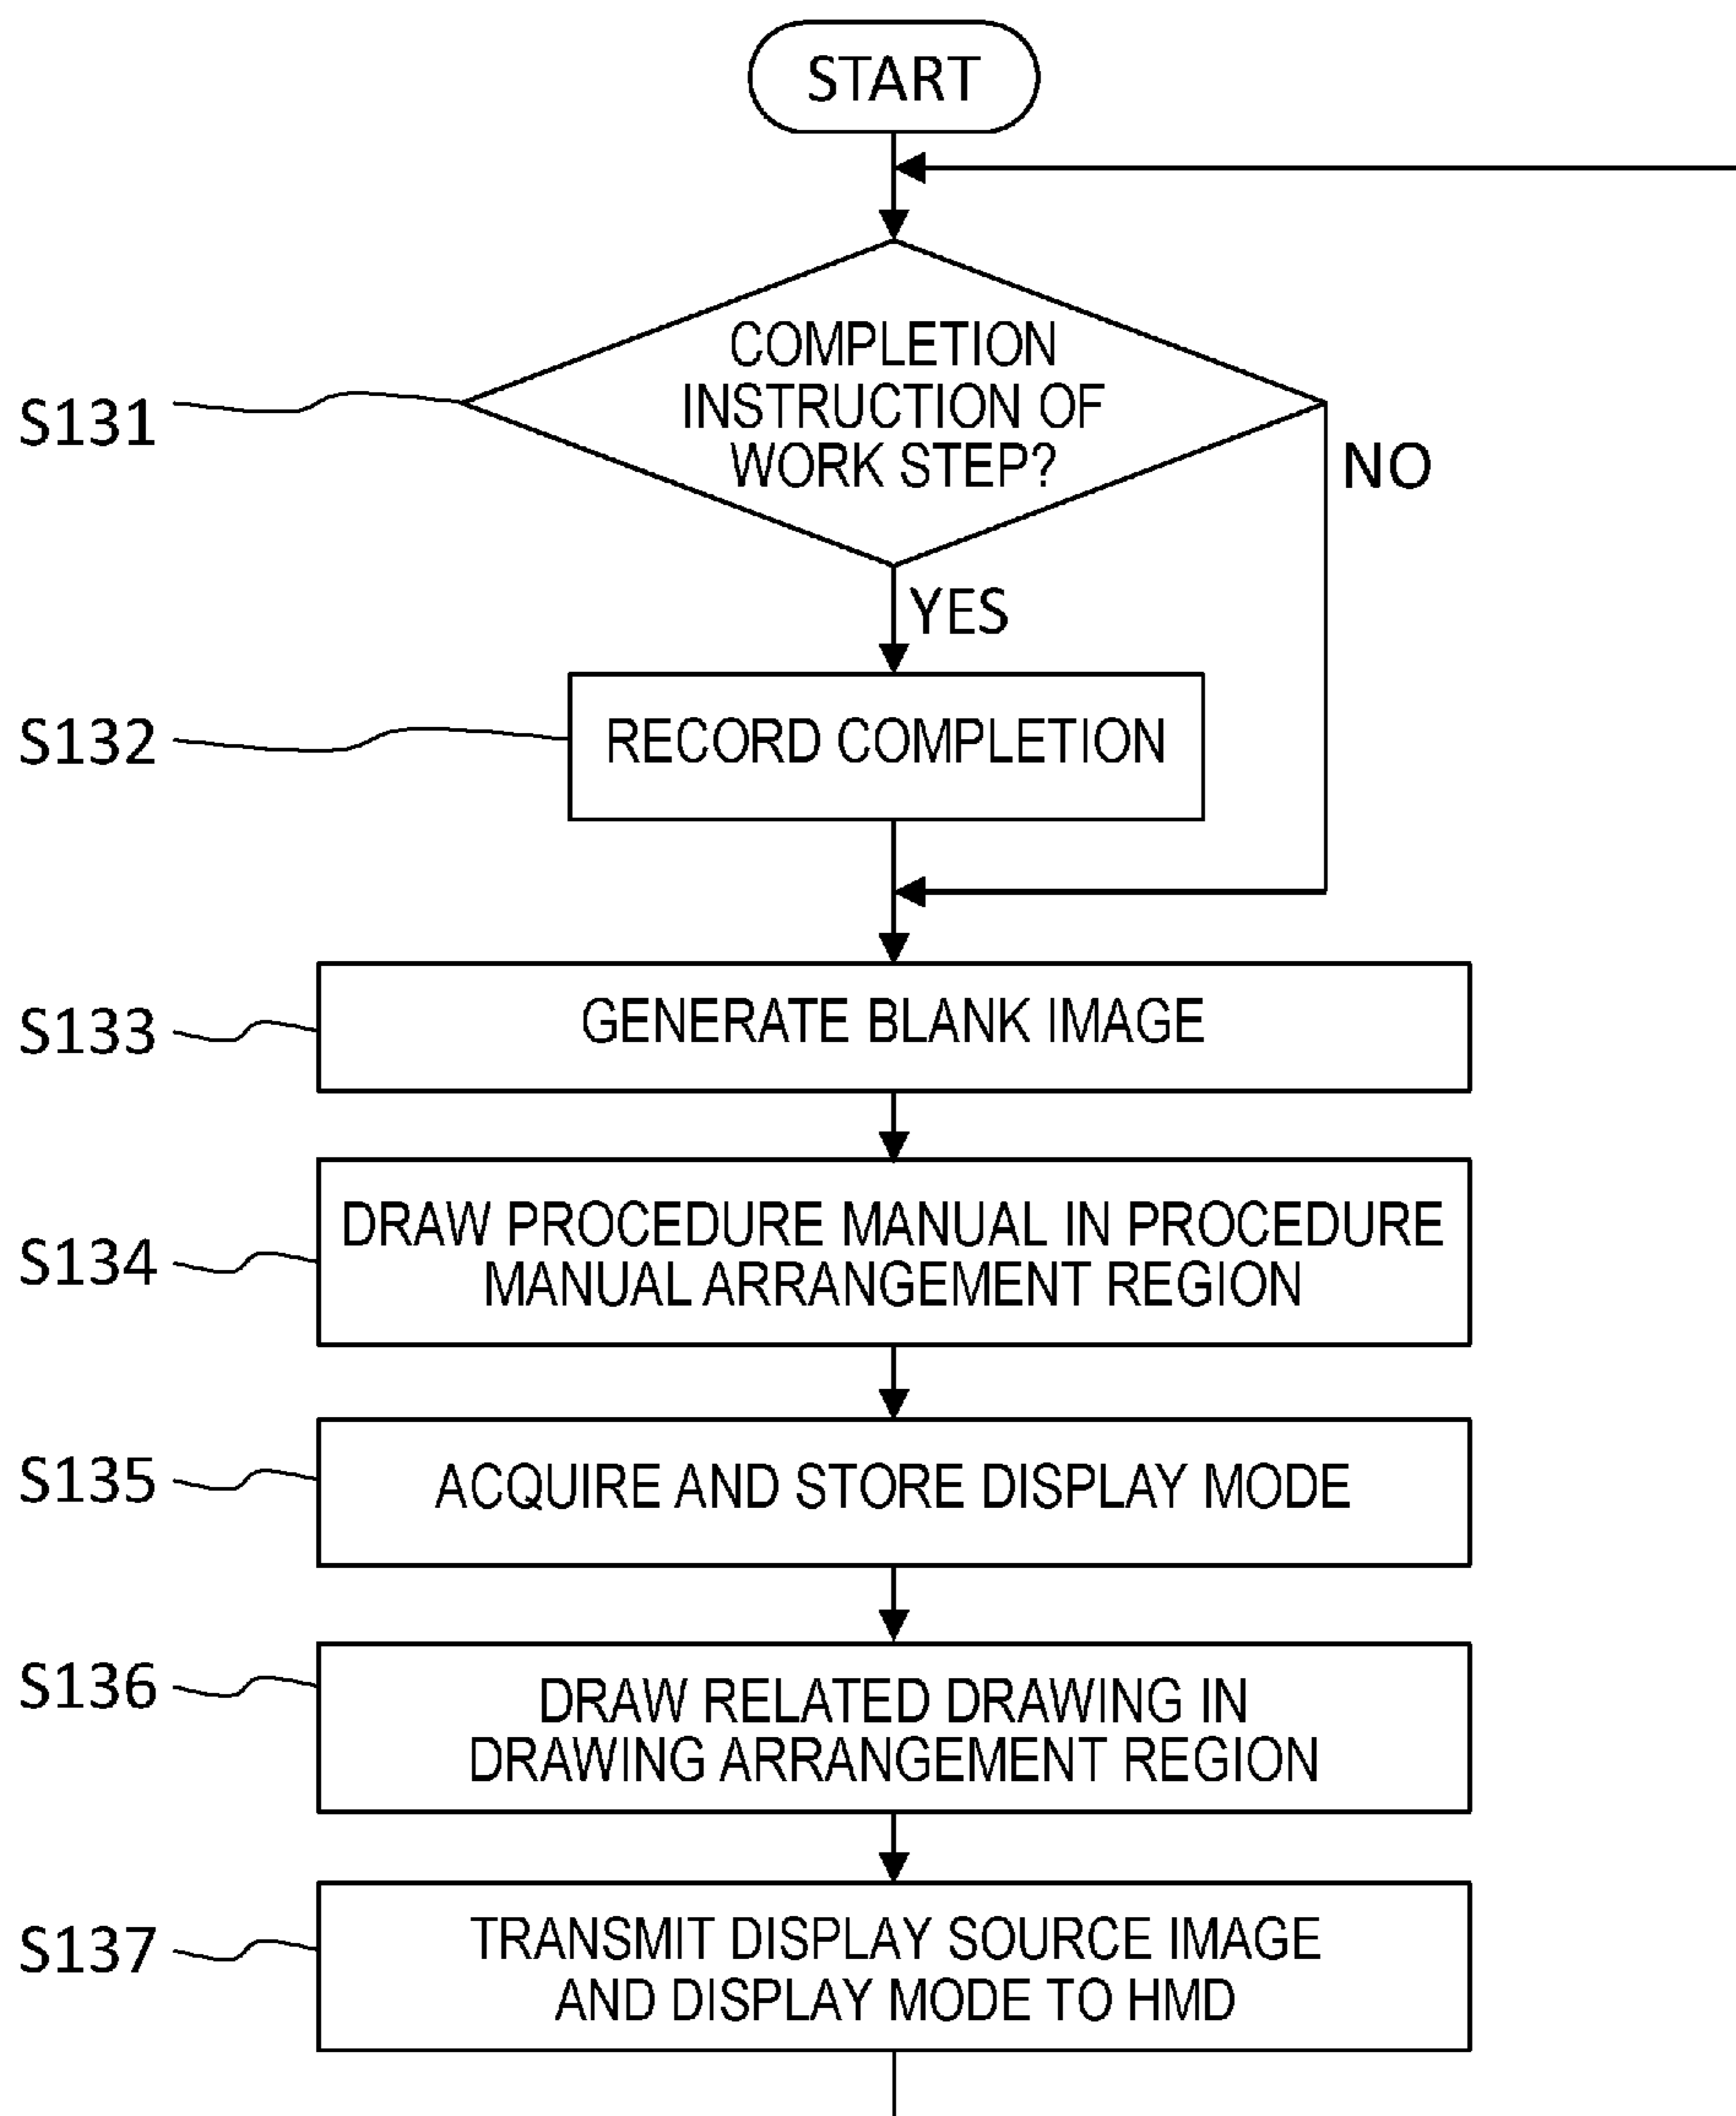 START
COMPLETION
INSTRUCTION OF
WORK STEP?
S131
NO
YES
S132
RECORD COMPLETION
S133
GENERATE BLANK IMAGE
S134
DRAW PROCEDURE MANUAL IN PROCEDURE
MANUAL ARRANGEMENT REGION
S135
ACQUIRE AND STORE DISPLAY MODE
S136
DRAW RELATED DRAWING IN
DRAWING ARRANGEMENT REGION
S137
TRANSMIT DISPLAY SOURCE IMAGE
AND DISPLAY MODE TO HMD